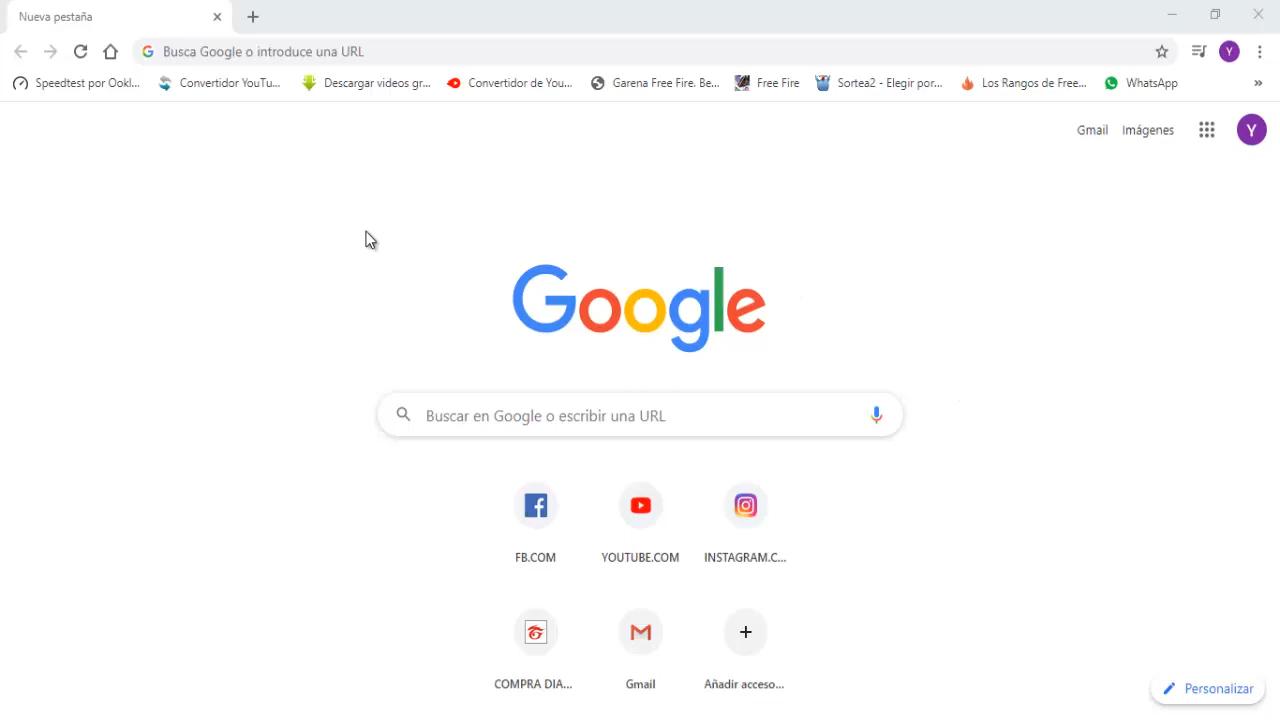 Nueva pestaña
Busca Google o introduce una URL
Y
Speedtest por Ookl...
Convertidor YouTu...
Descargar videos gr...
Convertidor de You...
Garena Free Fire. Be...
Free Fire
Sortea2 - Elegir por...
Los Rangos de Free...
WhatsApp
Gmail
Imágenes
Y
Google
Buscar en Google o escribir una URL
FB.COM
YOUTUBE.COM
INSTAGRAM.C...
COMPRA DIA...
Gmail
Añadir acceso...
Personalizar